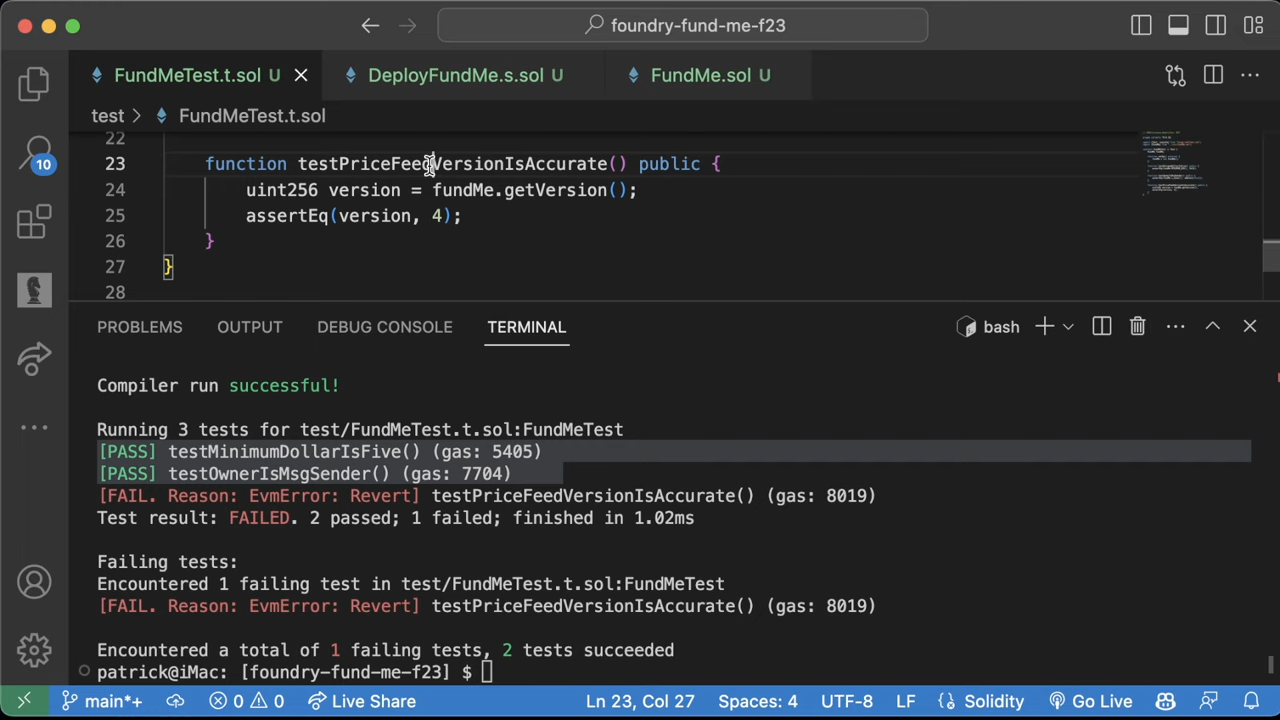 foundry-fund-me-f23
FundMeTest.t.sol U
DeployFundMe.s.sol U
FundMe.sol U
test > FundMeTest.t.sol
10
22
23 function testPriceFeedVersionIsAccurate() public {
24 uint256 version = fundMe.getVersion();
25 assertEq(version, 4);
26 }
27 }
28
PROBLEMS OUTPUT DEBUG CONSOLE TERMINAL bash
Compiler run successful!
Running 3 tests for test/FundMeTest.t.sol:FundMeTest
[PASS] testMinimumDollarIsFive() (gas: 5405)
[PASS] testOwnerIsMsgSender() (gas: 7704)
[FAIL. Reason: EvmError: Revert] testPriceFeedVersionIsAccurate() (gas: 8019)
Test result: FAILED. 2 passed; 1 failed; finished in 1.02ms
Failing tests:
Encountered 1 failing test in test/FundMeTest.t.sol:FundMeTest
[FAIL. Reason: EvmError: Revert] testPriceFeedVersionIsAccurate() (gas: 8019)
Encountered a total of 1 failing tests, 2 tests succeeded
patrick@iMac: [foundry-fund-me-f23] $
main*+ 0 0 Live Share Ln 23, Col 27 Spaces: 4 UTF-8 LF {} Solidity Go Live